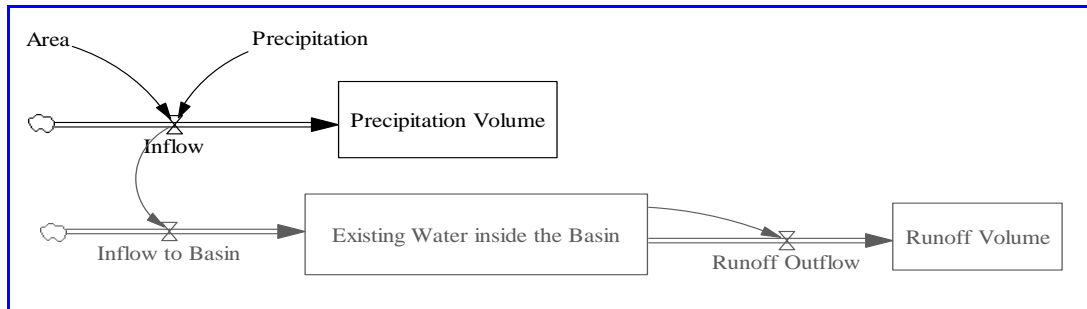 Area
Precipitation
Precipitation Volume
Inflow
Existing Water inside the Basin
Runoff Volume
Inflow to Basin
Runoff Outflow